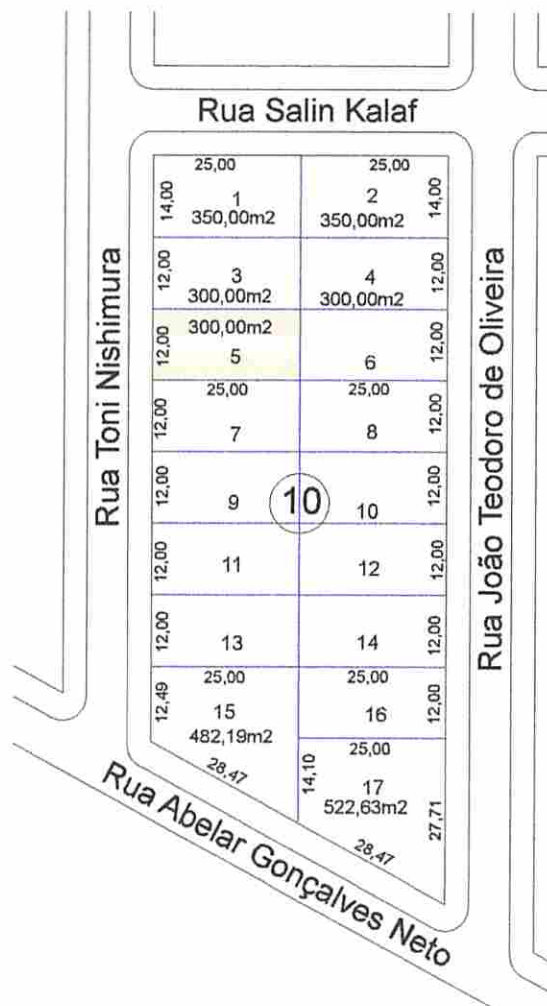 Rua Salin Kalaf
25,00 25,00
14,00 1 2 14,00
350,00m2 350,00m2
12,00 3 4 12,00
300,00m2 300,00m2
300,00m2
12,00 5 6 12,00
25,00 25,00
12,00 7 8 12,00
12,00 9 10 10 12,00
12,00 11 12 12,00
12,00 13 14 12,00
25,00 25,00
12,49 15 16 12,00
482,19m2
28,47
25,00
14,10 17
522,63m2 27,71
28,47
Rua Toni Nishimura
Rua João Teodoro de Oliveira
Rua Abelar Gonçalves Neto